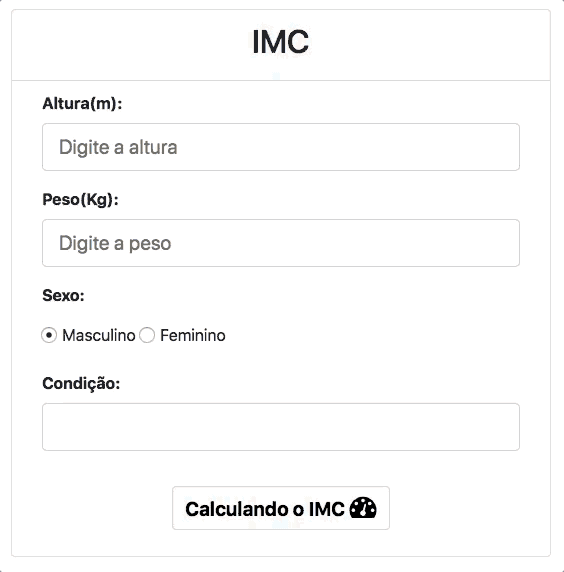 IMC
Altura(m):
Digite a altura
Peso(Kg):
Digite a peso
Sexo:
Masculino Feminino
Condição:
Calculando o IMC